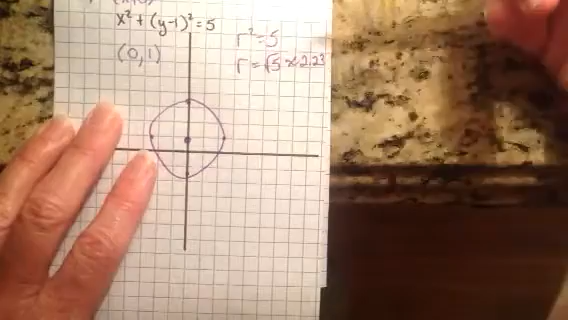 x² + (y-1)² = 5
(0,1)
r² = 5
r = √5 ≈ 2.23